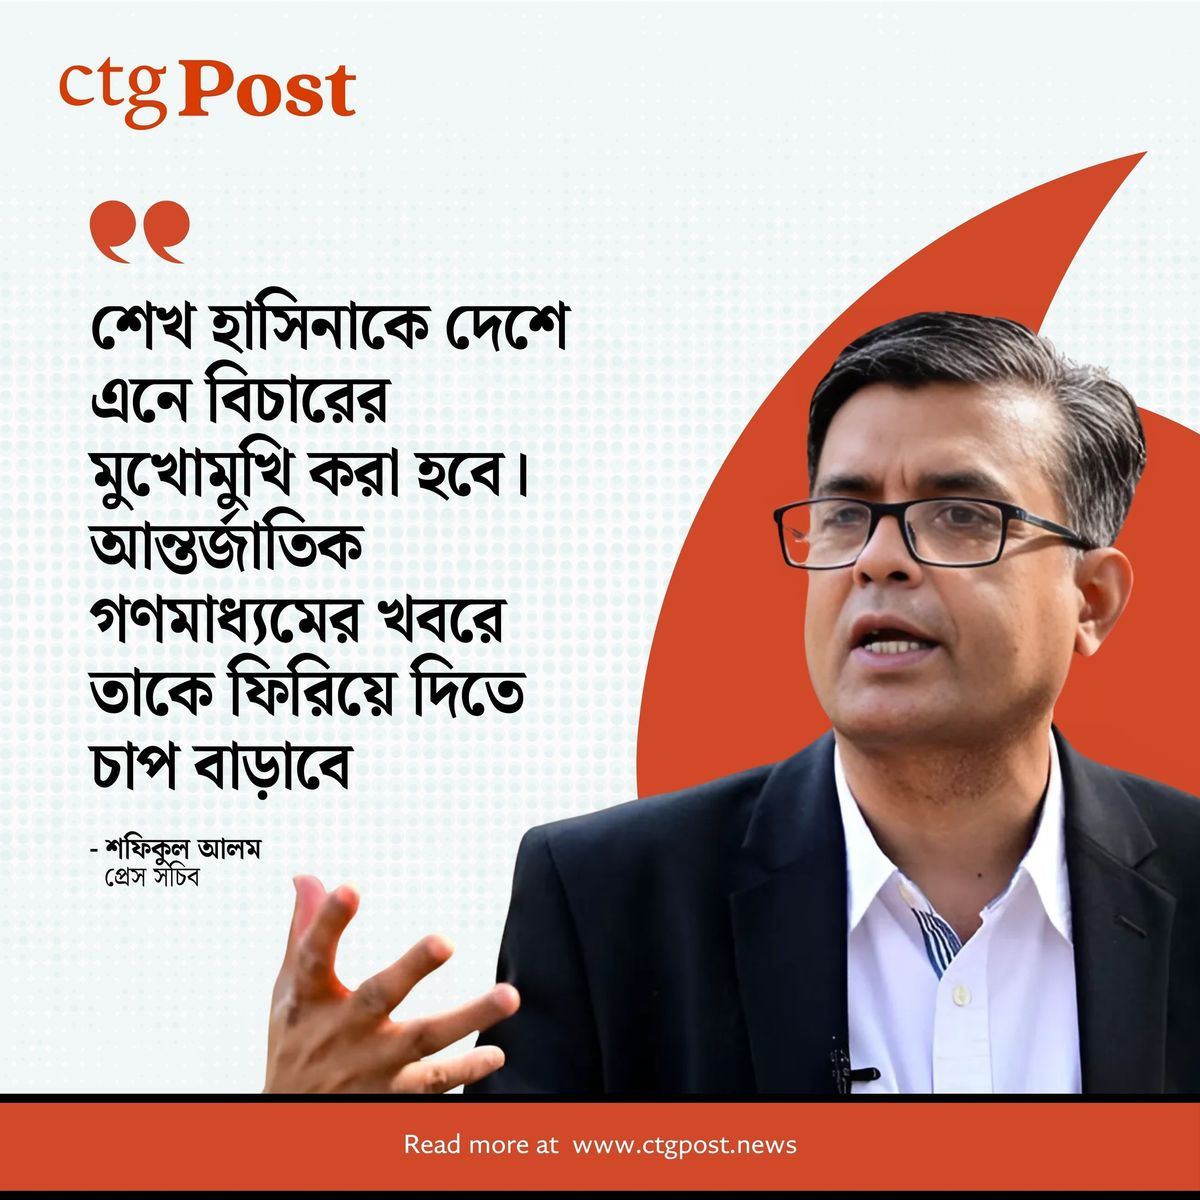 ctg Post
শেখ হাসিনাকে দেশে
এনে বিচারের
মুখোমুখি করা হবে।
আন্তর্জাতিক
গণমাধ্যমের খবরে
তাকে ফিরিয়ে দিতে
চাপ বাড়াবে
- শফিকুল আলম
প্রেস সচিব
Read more at www.ctgpost.news